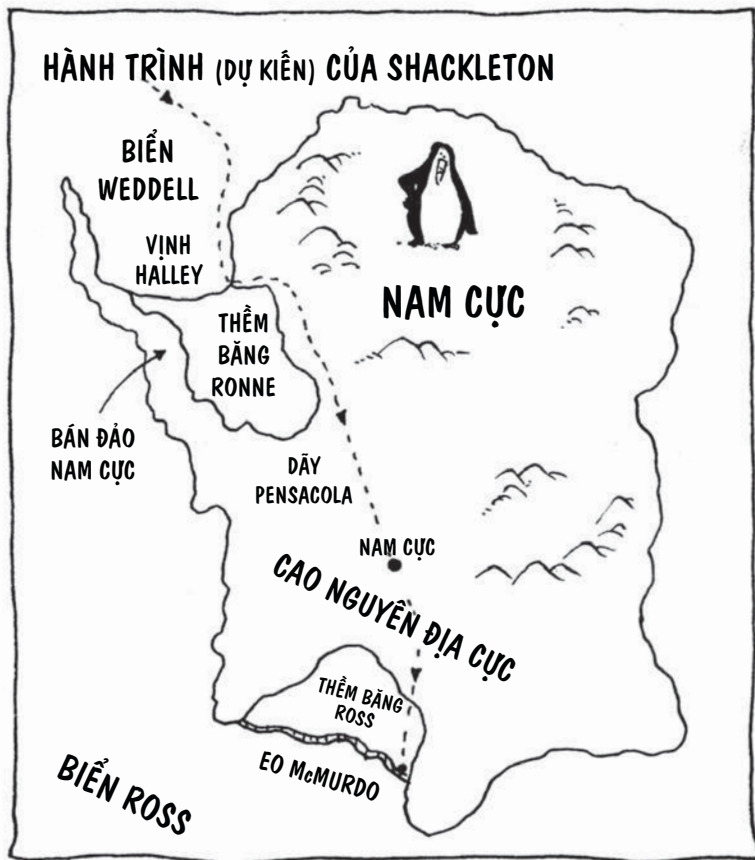 HÀNH TRÌNH (DỰ KIẾN) CỦA SHACKLETON
BIỂN
WEDDELL
VỊNH
HALLEY
NAM CỰC
THỀM
BĂNG
RONNE
BÁN ĐẢO
NAM CỰC
DÃY
PENSACOLA
NAM CỰC
CAO NGUYÊN ĐỊA CỰC
THỀM BĂNG
ROSS
EO McMURDO
BIỂN ROSS